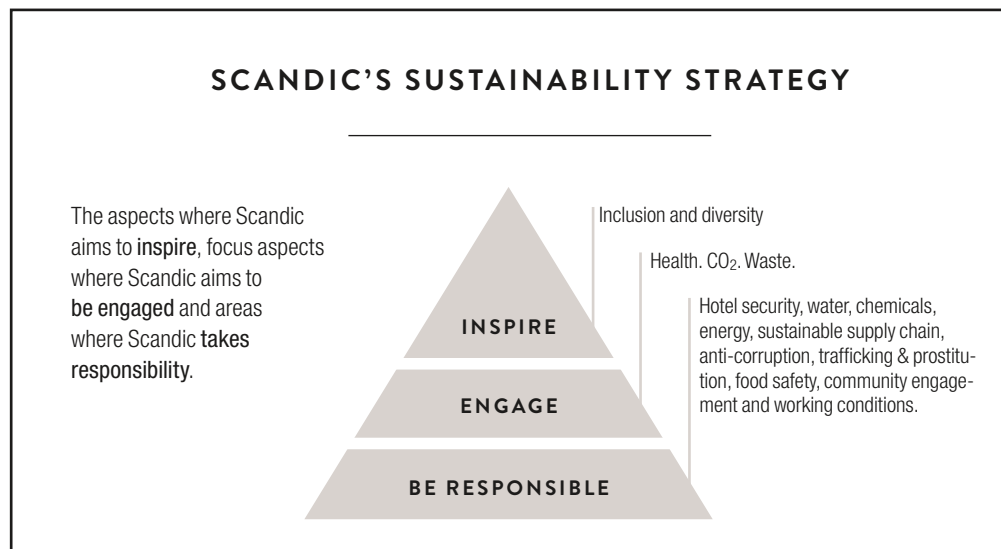 SCANDIC'S SUSTAINABILITY STRATEGY
The aspects where Scandic
aims to inspire, focus aspects
where Scandic aims to
be engaged and areas
where Scandic takes
responsibility.
INSPIRE
ENGAGE
BE RESPONSIBLE
Inclusion and diversity
Health. CO₂. Waste.
Hotel security, water, chemicals,
energy, sustainable supply chain,
anti-corruption, trafficking & prostitu-
tion, food safety, community engage-
ment and working conditions.